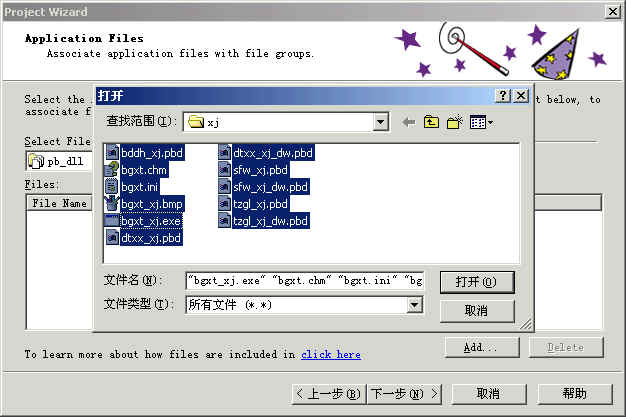 Project Wizard
Application Files
Associate application files with file groups.
Select the
t below, to
associate f
打开
查找范围(I): xj
Select File
pb_dll
Files:
File Name
bddh_xj.pbd
bgxt.chm
bgxt.ini
bgxt_xj.bmp
bgxt_xj.exe
dtxx_xj.pbd
dtxx_xj_dw.pbd
sfw_xj.pbd
sfw_xj_dw.pbd
tzgl_xj.pbd
tzgl_xj_dw.pbd
文件名(N): "bgxt_xj.exe" "bgxt.chm" "bgxt.ini" "bg
打开(O)
文件类型(T): 所有文件 (*.*)
取消
Add...
Delete
To learn more about how files are included in click here
< 上一步(B)
下一步(N) >
取消
帮助